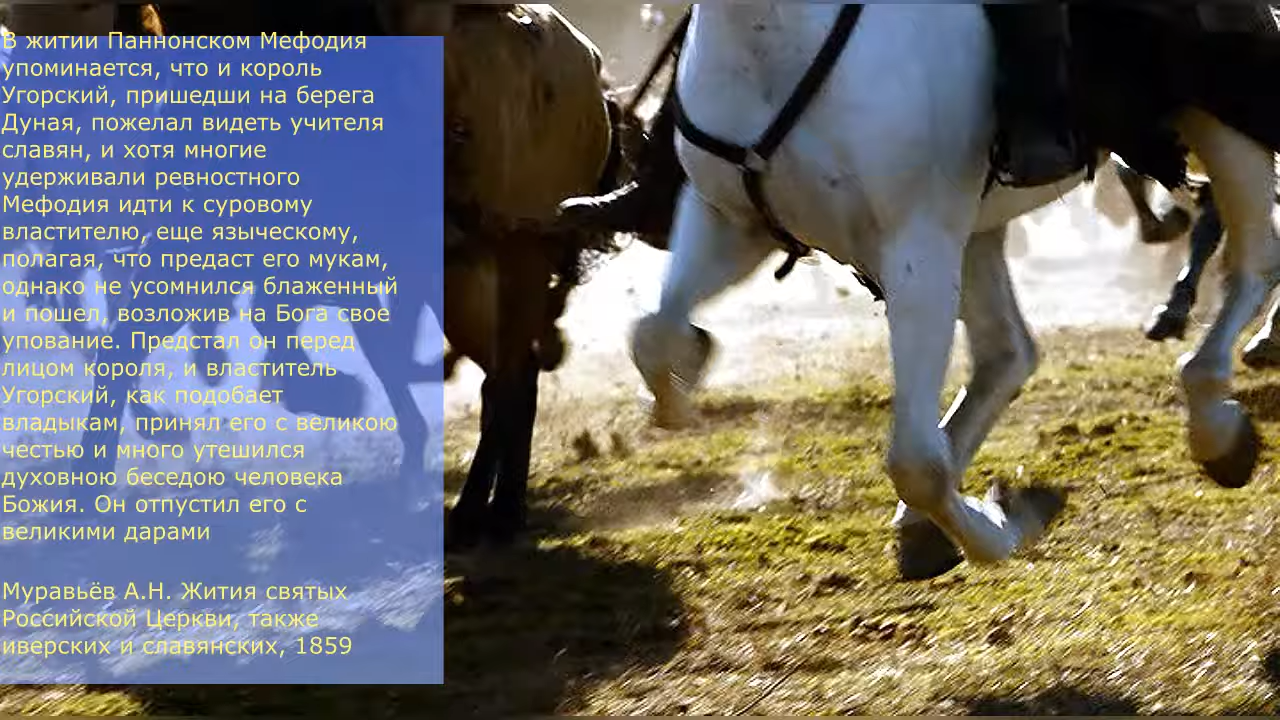 В житии Паннонском Мефодия
упоминается, что и король
Угорский, пришедши на берега
Дуная, пожелал видеть учителя
славян, и хотя многие
удерживали ревностного
Мефодия идти к суровому
властителю, еще языческому,
полагая, что предаст его мукам,
однако не усомнился блаженный
и пошел, возложив на Бога свое
упование. Предстал он перед
лицом короля, и властитель
Угорский, как подобает
владыкам, принял его с великою
честью и много утешился
духовною беседою человека
Божия. Он отпустил его с
великими дарами
Муравьёв А.Н. Жития святых
Российской Церкви, также
иверских и славянских, 1859